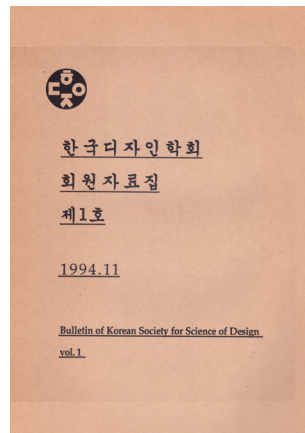 한국디자인학회
회원자료집
제1호
1994.11
Bulletin of Korean Society for Science of Design
vol. 1